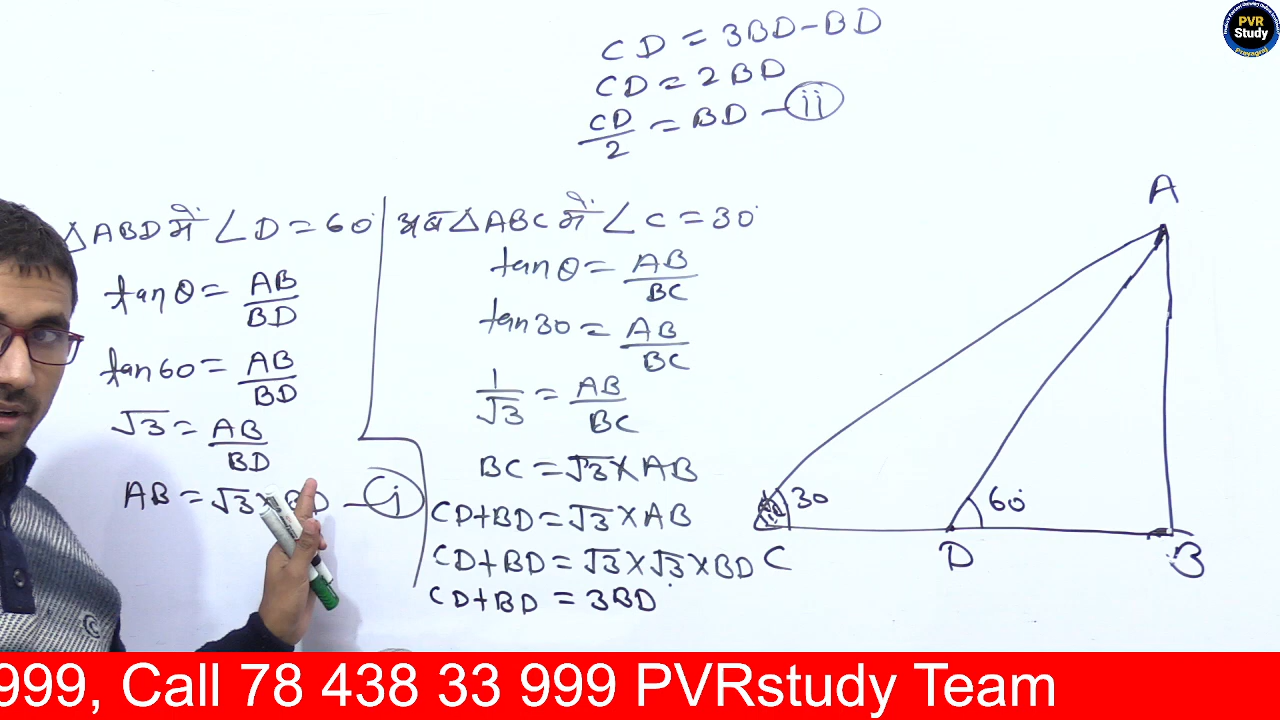 CD = 3BD-BD
CD = 2BD
CD/2 = BD - ii
△ABD में ∠D = 60°
tanθ = AB/BD
tan60 = AB/BD
√3 = AB/BD
AB = √3 × BD - i
अब △ABC में ∠C = 30°
tanθ = AB/BC
tan30 = AB/BC
1/√3 = AB/BC
BC = √3 × AB
CD+BD = √3 × AB
CD+BD = √3 × √3 × BD
CD+BD = 3BD
A
30
60°
C
D
B
PVR
Study
Prayagraj
999, Call 78 438 33 999 PVRstudy Team